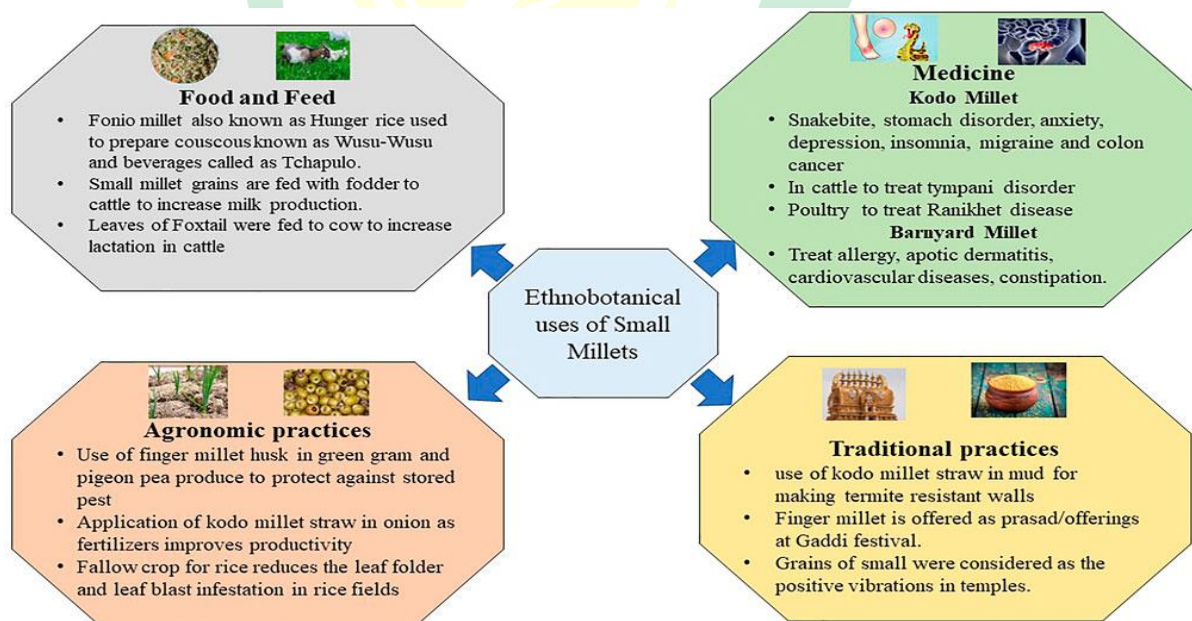 Food and Feed
• Fonio millet also known as Hunger rice used
to prepare couscous known as Wusu-Wusu
and beverages called as Tchapulo.
• Small millet grains are fed with fodder to
cattle to increase milk production.
• Leaves of Foxtail were fed to cow to increase
lactation in cattle
Medicine
Kodo Millet
• Snakebite, stomach disorder, anxiety,
depression, insomnia, migraine and colon
cancer
• In cattle to treat tympani disorder
• Poultry to treat Ranikhet disease
Barnyard Millet
• Treat allergy, apotic dermatitis,
cardiovascular diseases, constipation.
Ethnobotanical
uses of Small
Millets
Agronomic practices
• Use of finger millet husk in green gram and
pigeon pea produce to protect against stored
pest
• Application of kodo millet straw in onion as
fertilizers improves productivity
• Fallow crop for rice reduces the leaf folder
and leaf blast infestation in rice fields
Traditional practices
• use of kodo millet straw in mud for
making termite resistant walls
• Finger millet is offered as prasad/offerings
at Gaddi festival.
• Grains of small were considered as the
positive vibrations in temples.